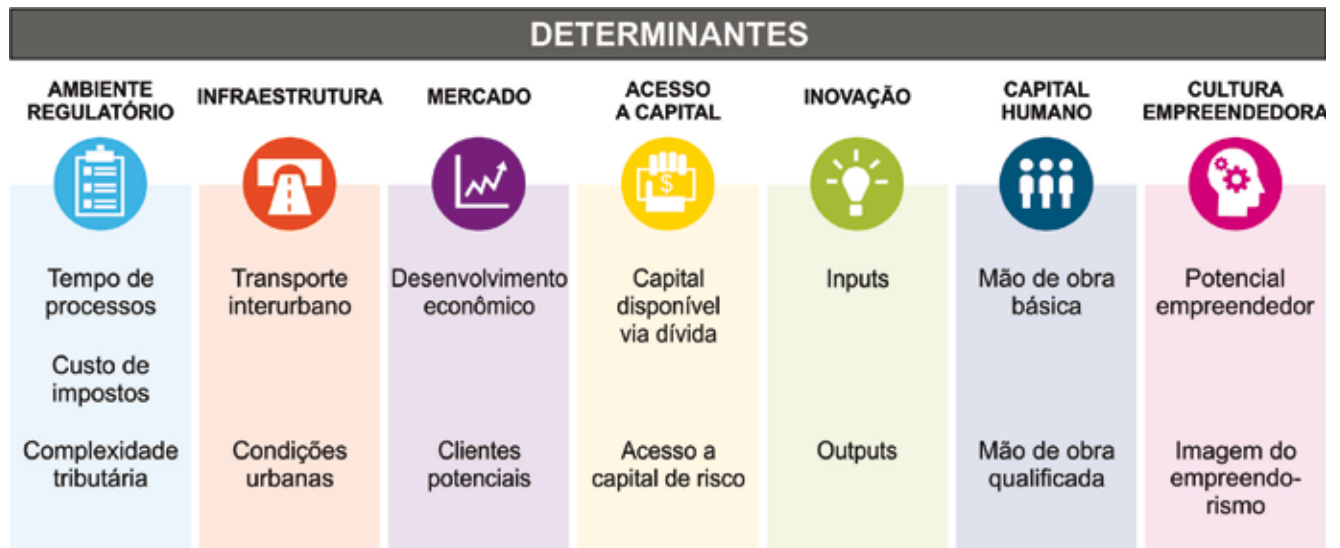 DETERMINANTES
AMBIENTE
REGULATÓRIO
INFRAESTRUTURA
MERCADO
ACESSO
A CAPITAL
INOVAÇÃO
CAPITAL
HUMANO
CULTURA
EMPREENDEDORA
$
Tempo de
processos
Custo de
impostos
Complexidade
tributária
Transporte
interurbano
Condições
urbanas
Desenvolvimento
econômico
Clientes
potenciais
Capital
disponível
via dívida
Acesso a
capital de risco
Inputs
Outputs
Mão de obra
básica
Mão de obra
qualificada
Potencial
empreendedor
Imagem do
empreendo-
rismo